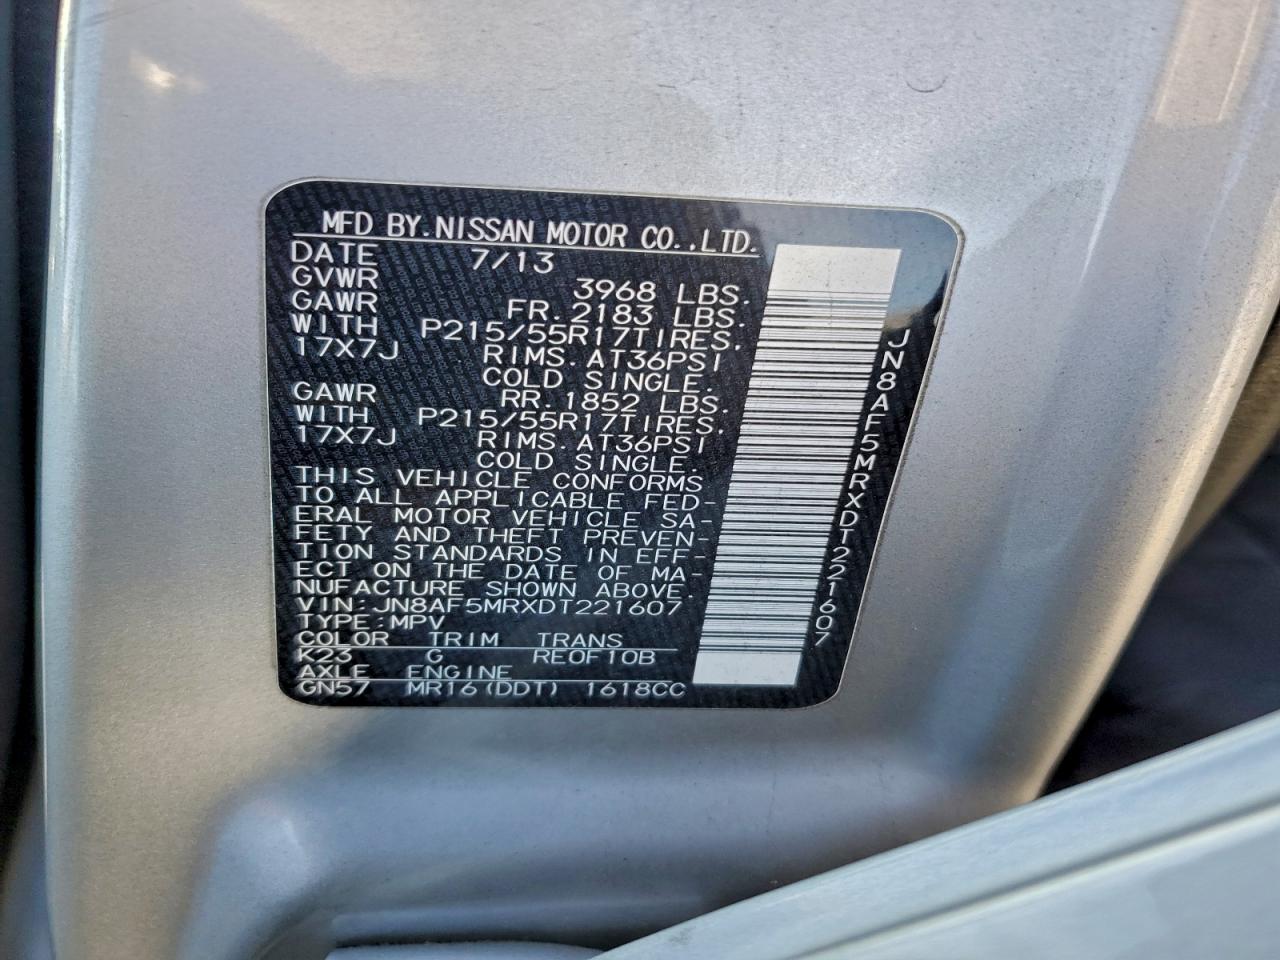 MFD BY. NISSAN MOTOR CO., LTD.
DATE 7/13
GVWR 3968 LBS.
GAWR FR. 2183 LBS.
WITH P215/55R17TIRES.
17X7J RIMS. AT36PSI
COLD SINGLE.
GAWR RR. 1852 LBS.
WITH P215/55R17TIRES.
17X7J RIMS. AT36PSI
COLD SINGLE.
THIS VEHICLE CONFORMS
TO ALL APPLICABLE FED-
ERAL MOTOR VEHICLE SA-
FETY AND THEFT PREVEN-
TION STANDARDS IN EFF-
ECT ON THE DATE OF MA-
NUFACTURE SHOWN ABOVE.
VIN:JN8AF5MRXDT221607
TYPE:MPV
COLOR TRIM TRANS
K23 G RE0F10B
AXLE ENGINE
GN57 MR16(DDT) 1618CC
JN8AF5MRXDT221607